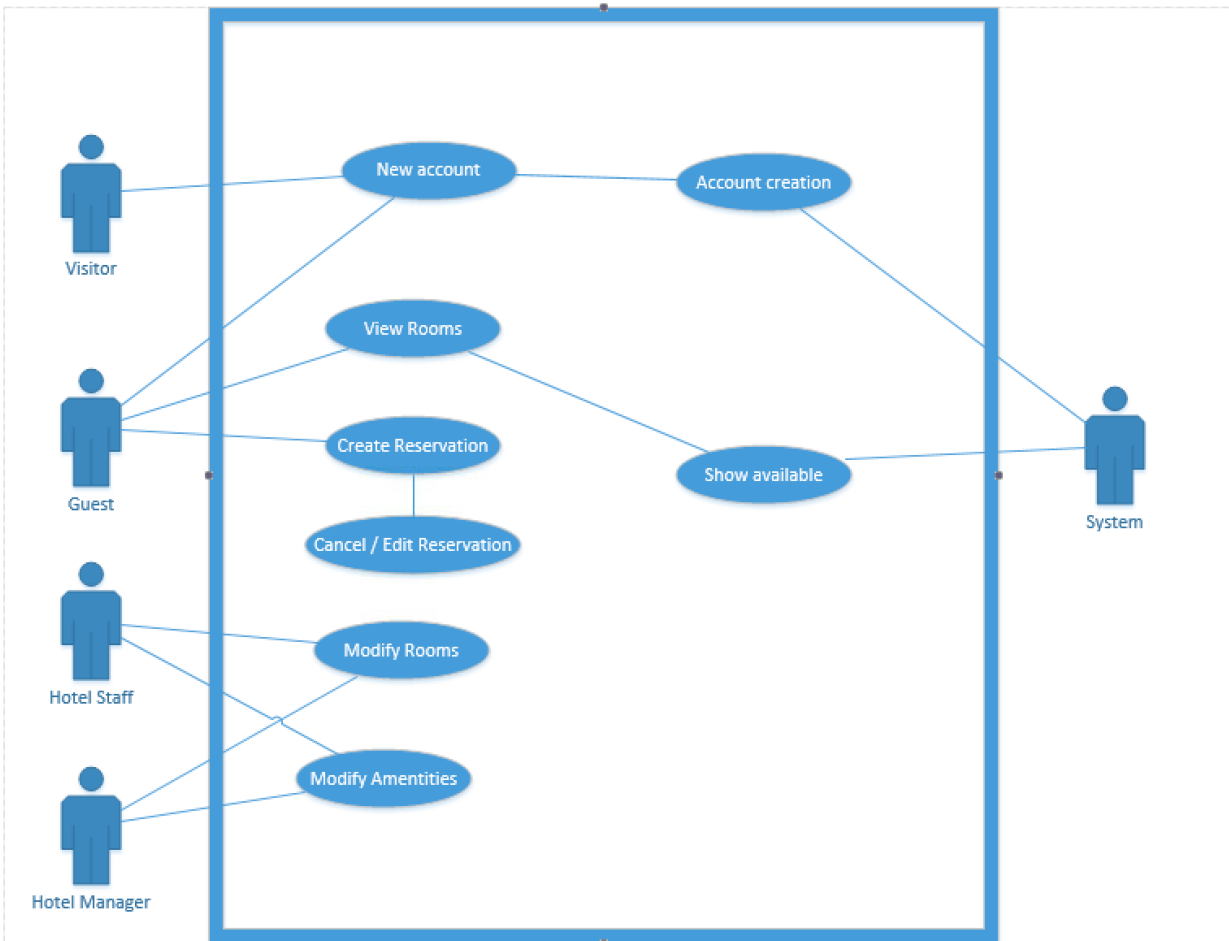 New account
Account creation
Visitor
View Rooms
Create Reservation
Show available
Guest
System
Cancel / Edit Reservation
Modify Rooms
Hotel Staff
Modify Amentities
Hotel Manager